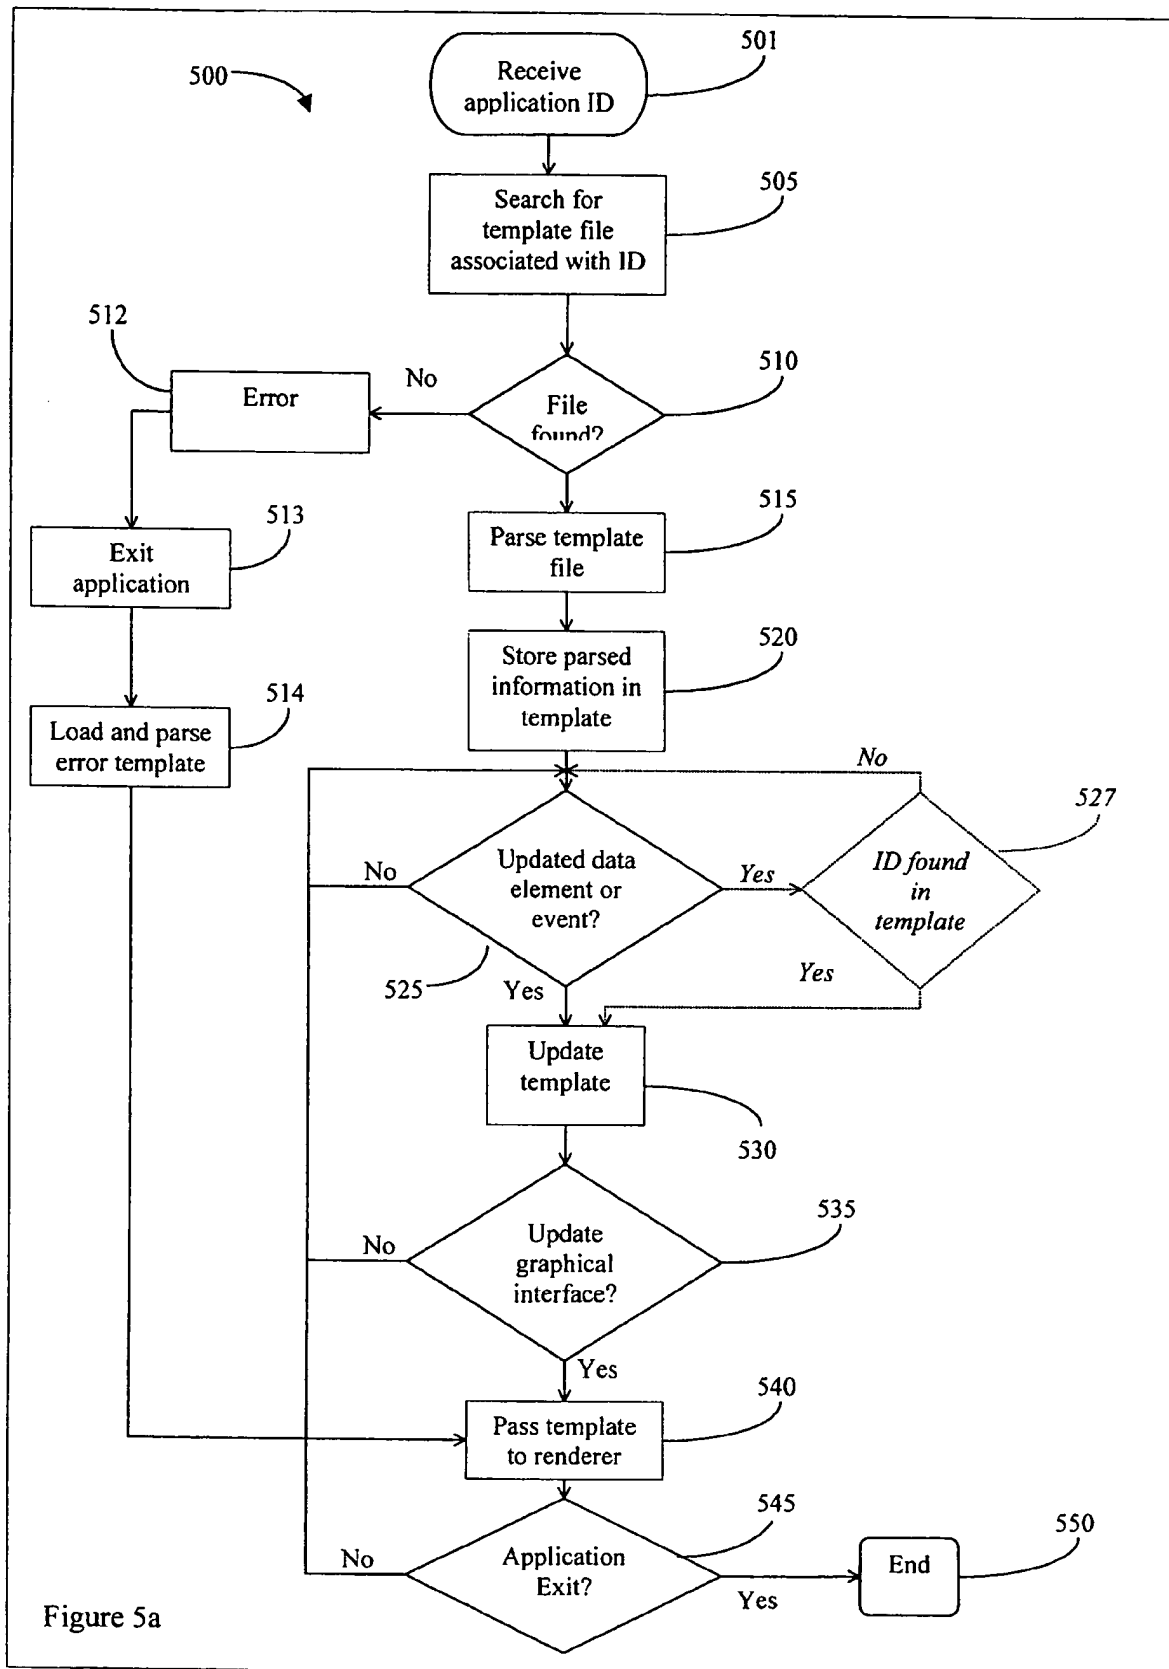 501
500
Receive
application ID
505
Search for
template file
associated with ID
512
510
No
Error
File
found?
515
513
Parse template
file
Exit
application
520
Store parsed
information in
template
514
Load and parse
error template
No
527
Updated data
element or
event?
No
Yes
ID found
in
template
Yes
525
Yes
Update
template
530
535
Update
graphical
interface?
No
Yes
540
Pass template
to renderer
545
550
Application
Exit?
No
End
Yes
Figure 5a